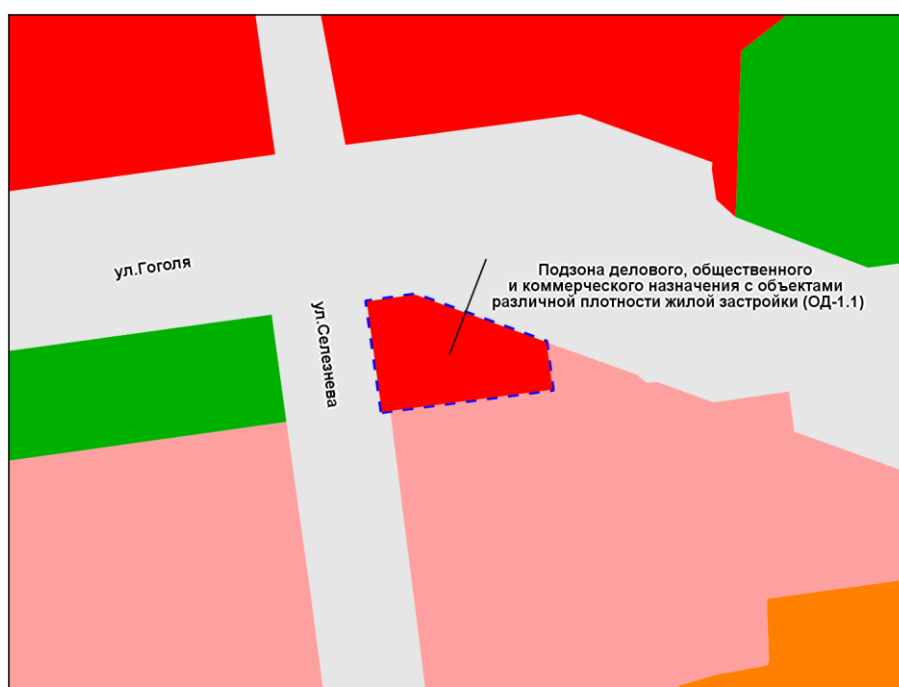 ул.Гоголя
Подзона делового, общественного
и коммерческого назначения с объектами
различной плотности жилой застройки (ОД-1.1)
ул.Селезнева